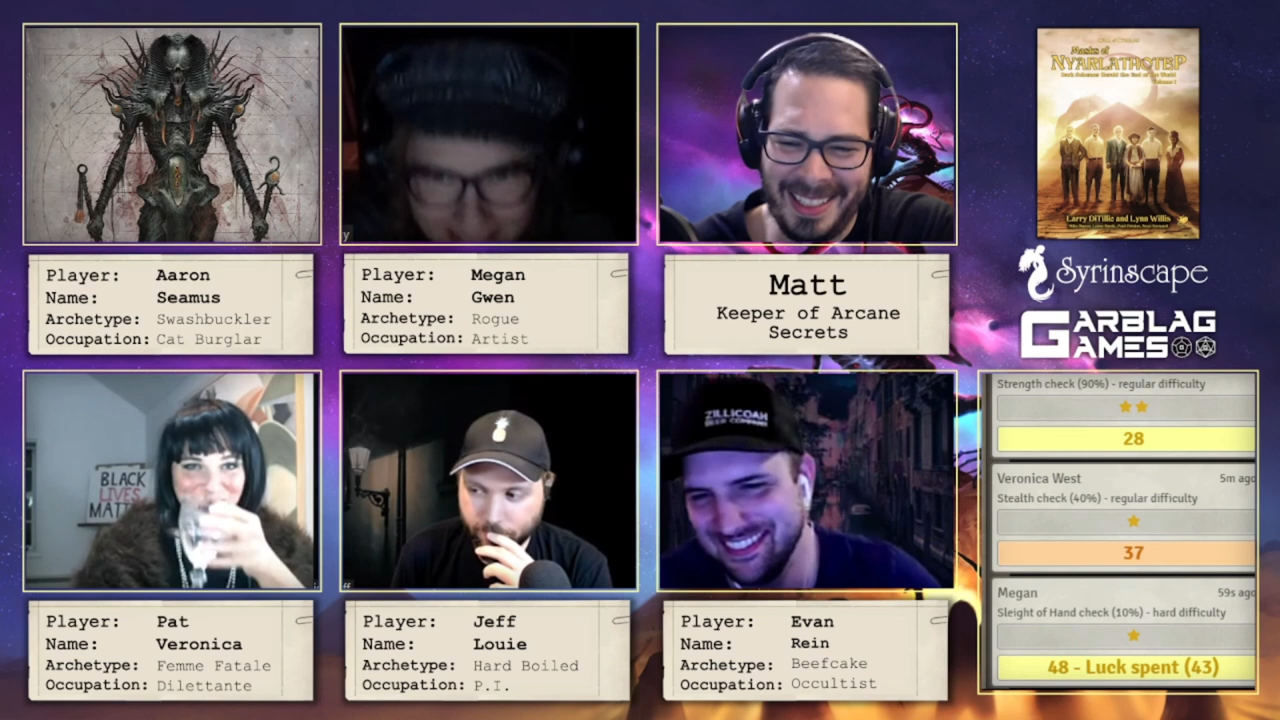 Player: Aaron
Name: Seamus
Archetype: Swashbuckler
Occupation: Cat Burglar
y
Player: Megan
Name: Gwen
Archetype: Rogue
Occupation: Artist
Matt
Keeper of Arcane
Secrets
Masks of
NYARLATHOTEP
Larry DiTillio and Lynn Willis
Syrinscape
GARBLAG
GAMES
BLACK
LIVES
MATT
Player: Pat
Name: Veronica
Archetype: Femme Fatale
Occupation: Dilettante
ff
Player: Jeff
Name: Louie
Archetype: Hard Boiled
Occupation: P.I.
ZILLICOAH
BEER COMPANY
Player: Evan
Name: Rein
Archetype: Beefcake
Occupation: Occultist
Strength check (90%) - regular difficulty
28
Veronica West 5m ago
Stealth check (40%) - regular difficulty
37
Megan 59s ago
Sleight of Hand check (10%) - hard difficulty
48 - Luck spent (43)